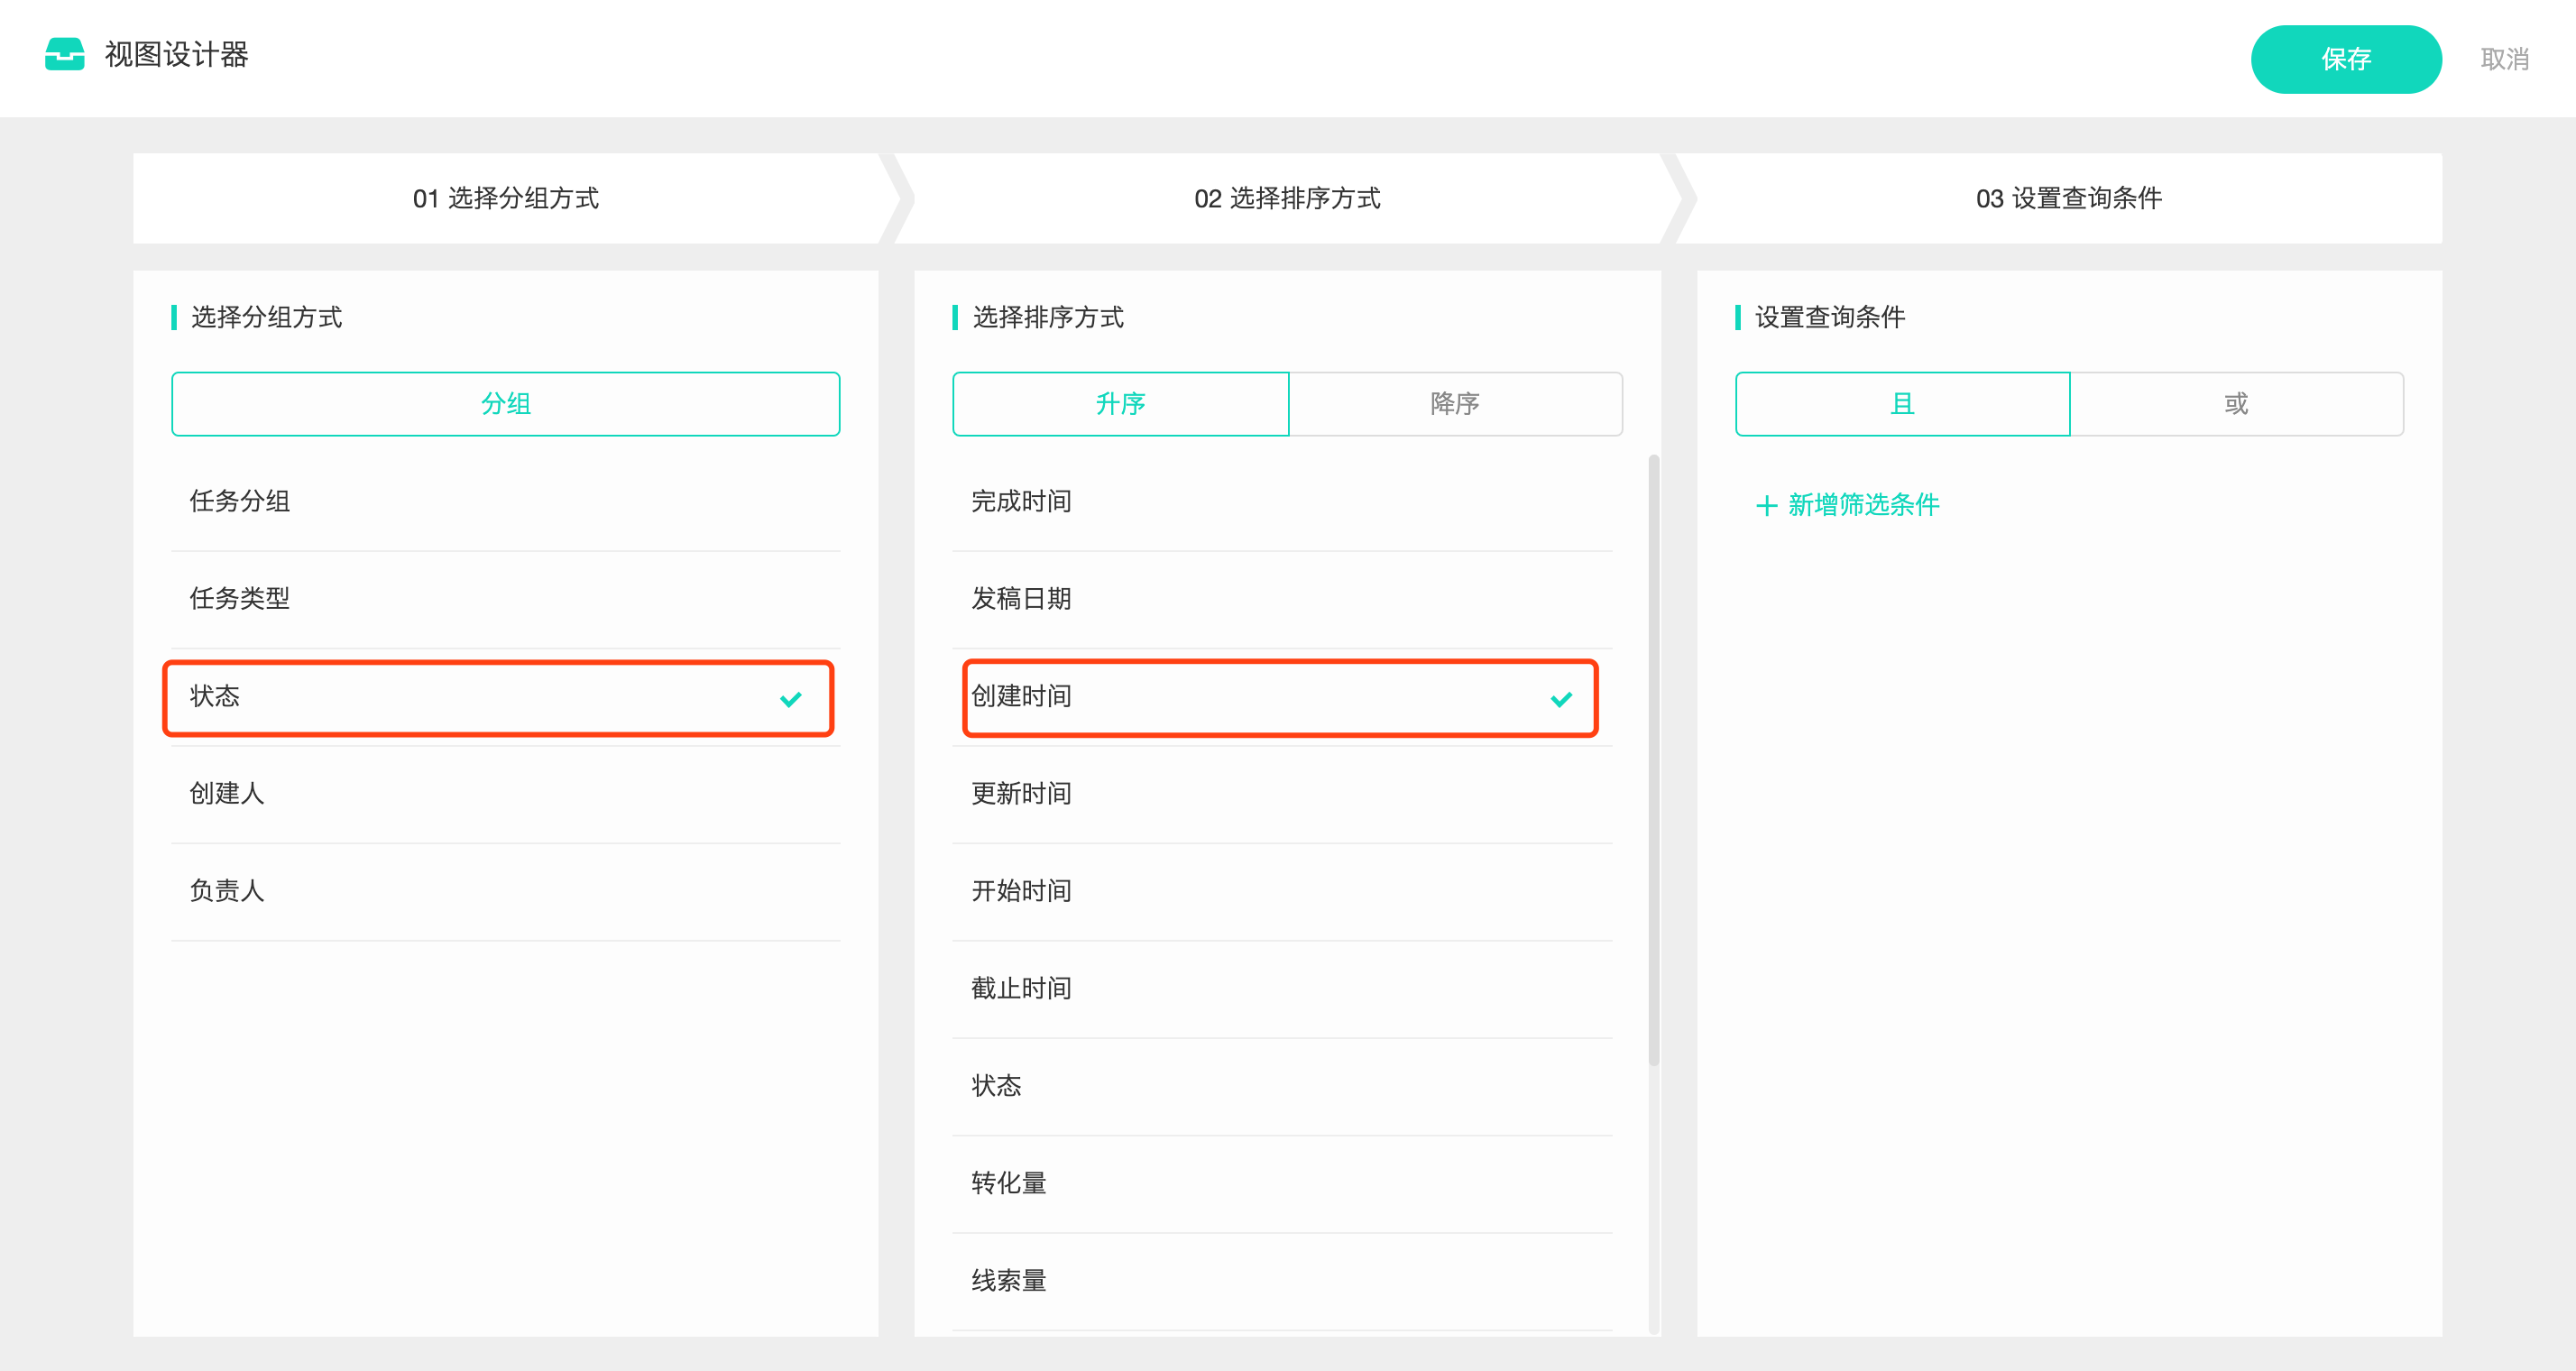 视图设计器
保存
取消
01 选择分组方式
02 选择排序方式
03 设置查询条件
选择分组方式
分组
任务分组
任务类型
状态
创建人
负责人
选择排序方式
升序
降序
完成时间
发稿日期
创建时间
更新时间
开始时间
截止时间
状态
转化量
线索量
设置查询条件
且
或
+ 新增筛选条件